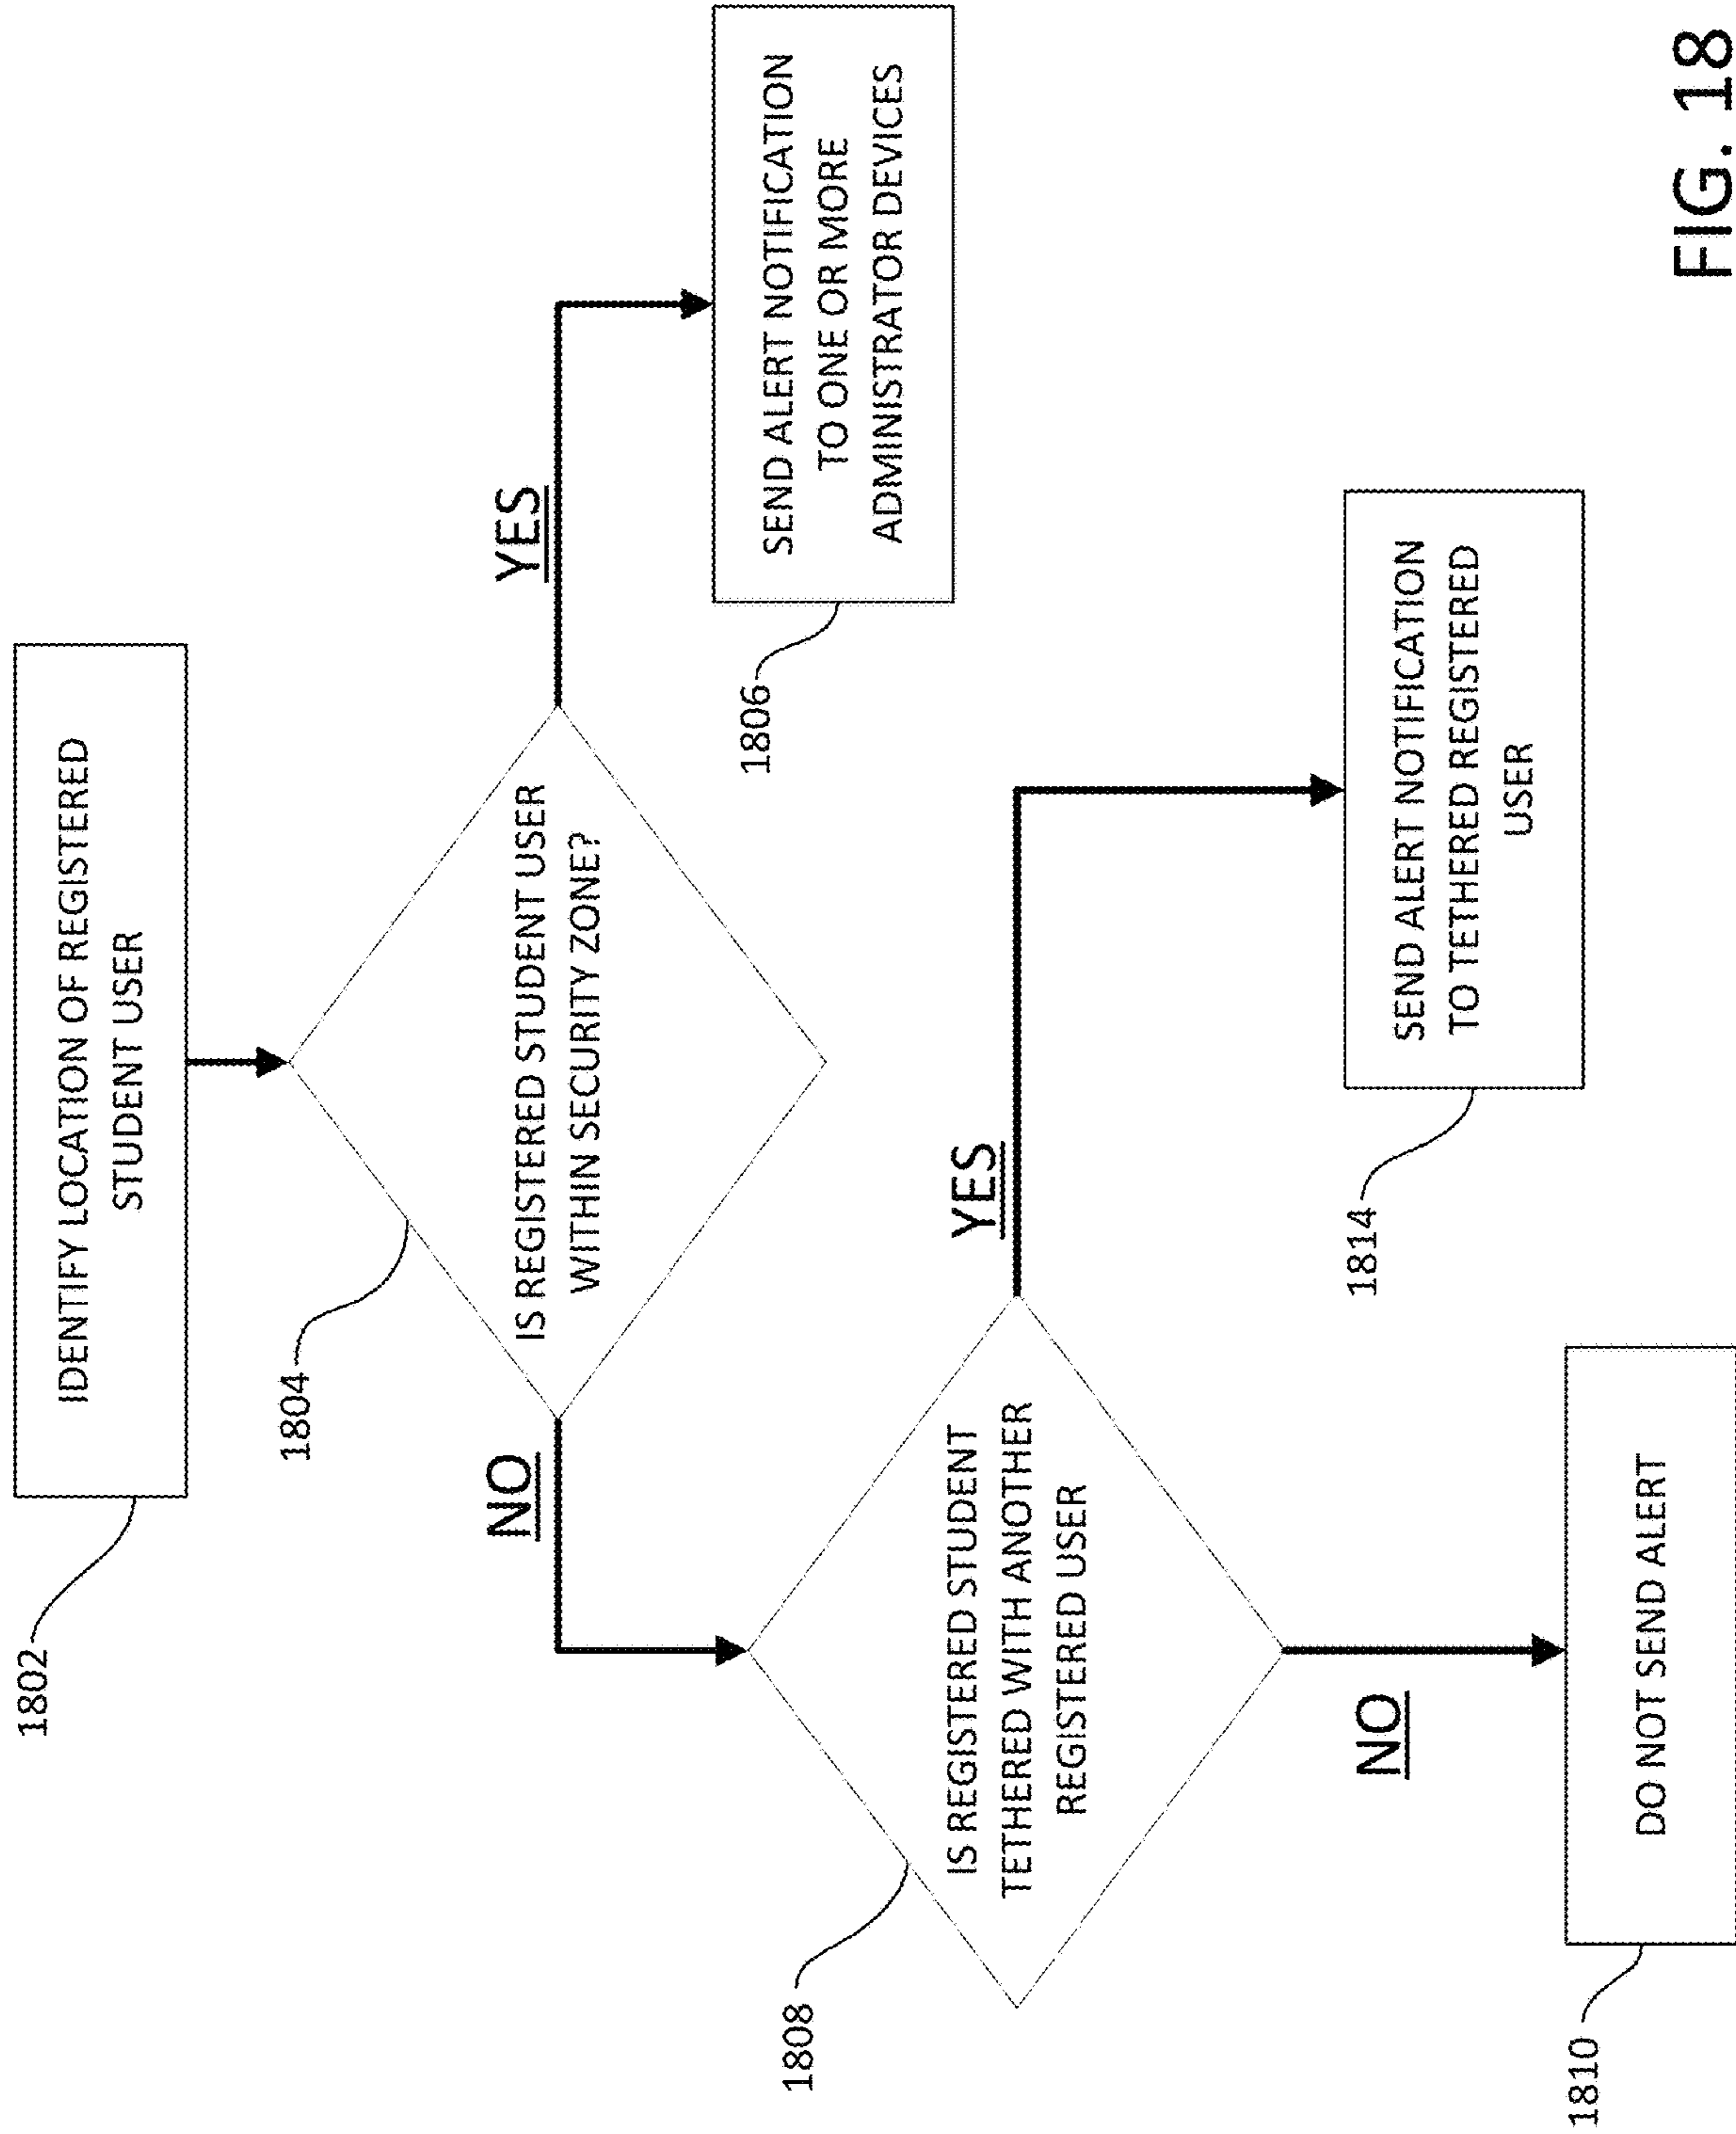 1802
IDENTIFY LOCATION OF REGISTERED
STUDENT USER
1804
IS REGISTERED STUDENT USER
WITHIN SECURITY ZONE?
NO
YES
1806
SEND ALERT NOTIFICATION
TO ONE OR MORE
ADMINISTRATOR DEVICES
1808
IS REGISTERED STUDENT
TETHERED WITH ANOTHER
REGISTERED USER
YES
1814
SEND ALERT NOTIFICATION
TO TETHERED REGISTERED
USER
NO
1810
DO NOT SEND ALERT
FIG. 18